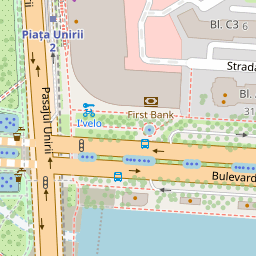 Bl. C3
6
Piața Unirii
2
Strada
Bl.
31
I'velo
First Bank
Pasajul Unirii
Bulevard